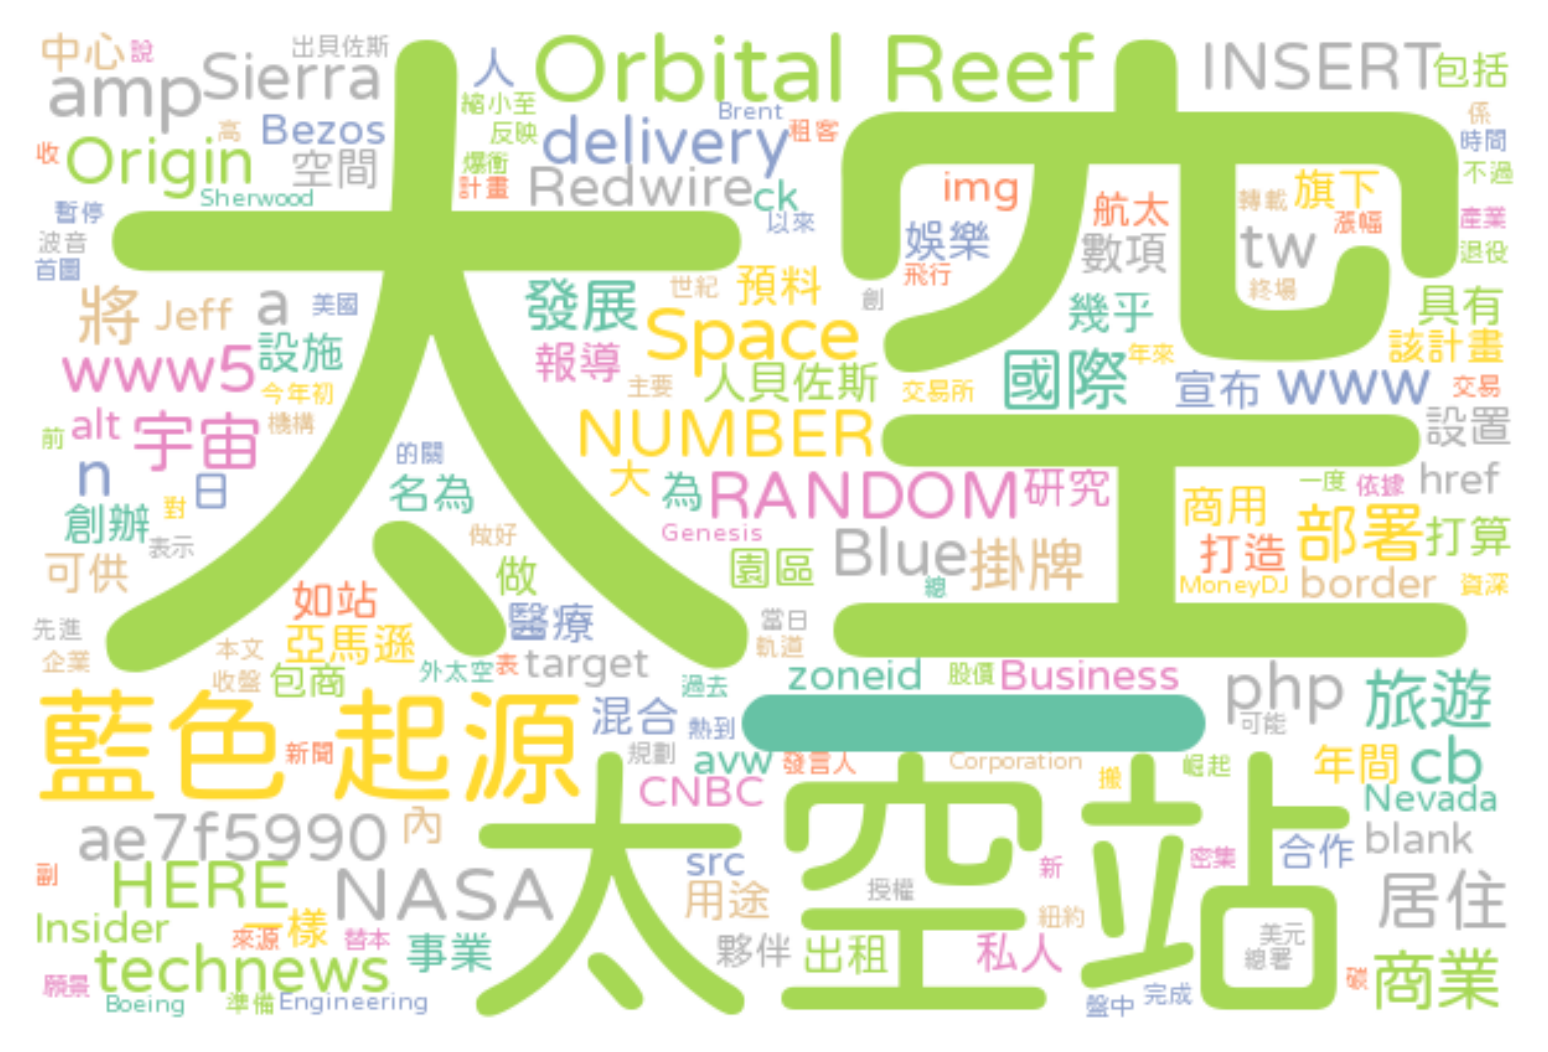 中心
說
出貝佐斯
人
Orbital Reef
INSERT
包括
amp
Sierra
縮小至
Brent
係
收
高
Bezos
反映
delivery
租客
時間
Origin
空間
爆衝
計畫
Redwire
ck
img
航太
轉載
旗下
不過
Sherwood
暫停
以來
娛樂
數項
tw
漲幅
產業
波音
首圖
太空
飛行
終場
退役
將
Jeff
a
美國
發展
世紀
預料
創
幾乎
具有
www5
設施
報導
Space
國際
年來
該計畫
今年初
主要
人貝佐斯
交易所
宣布
www
交易
前
alt
宇宙
機構
NUMBER
設置
n
日
的關
名為
大
為
RANDOM
研究
一度
依據
href
創辦
對
表示
做好
Genesis
商用
部署
打算
可供
做
園區
Blue
掛牌
打造
總
MoneyDJ
border
資深
如站
醫療
當日
先進
企業
本文
亞馬遜
外太空
表
target
軌道
收盤
包商
過去
zoneid
股價
Business
php
旅遊
藍色
起源
混合
熱到
一
可能
新聞
規劃
avw
發言人
Corporation
搬
崛起
年間
cb
CNBC
Nevada
ae7f5990
內
太空站
合作
blank
副
HERE
NASA
src
密集
新
授權
用途
居住
Insider
一樣
來源
替本
紐約
technews
事業
夥伴
出租
私人
美元
總署
商業
願景
Boeing
準備
Engineering
盤中
完成